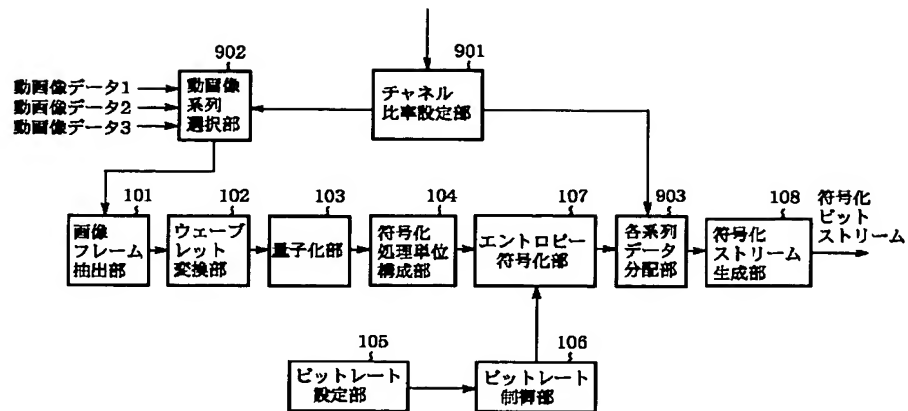 902
901
動画像データ1
動画像データ2
動画像データ3
動画像
系列
選択部
チャネル
比率設定部
101
102
103
104
107
903
108
符号化
ビット
ストリーム
画像
フレーム
抽出部
ウェーブ
レット
変換部
量子化部
符号化
処理単位
構成部
エントロピー
符号化部
各系列
データ
分配部
符号化
ストリーム
生成部
105
106
ビットレート
設定部
ビットレート
制御部